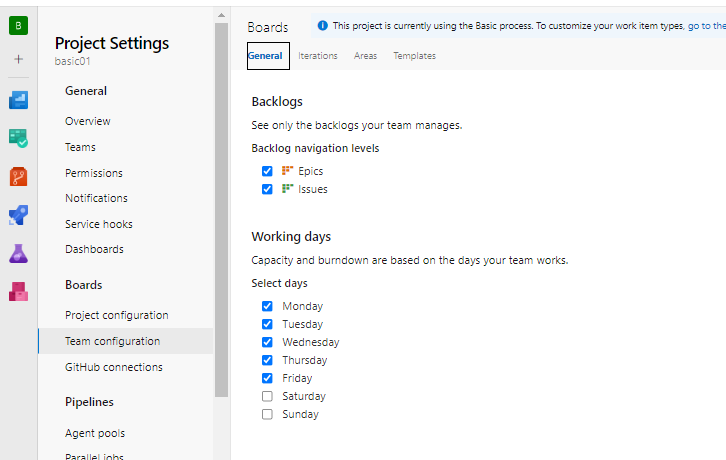 B
Project Settings
basic01
General
Overview
Teams
Permissions
Notifications
Service hooks
Dashboards
Boards
Project configuration
Team configuration
GitHub connections
Pipelines
Agent pools
Parallel jobs
Boards
This project is currently using the Basic process. To customize your work item types, go to the
General Iterations Areas Templates
Backlogs
See only the backlogs your team manages.
Backlog navigation levels
Epics
Issues
Working days
Capacity and burndown are based on the days your team works.
Select days
Monday
Tuesday
Wednesday
Thursday
Friday
Saturday
Sunday